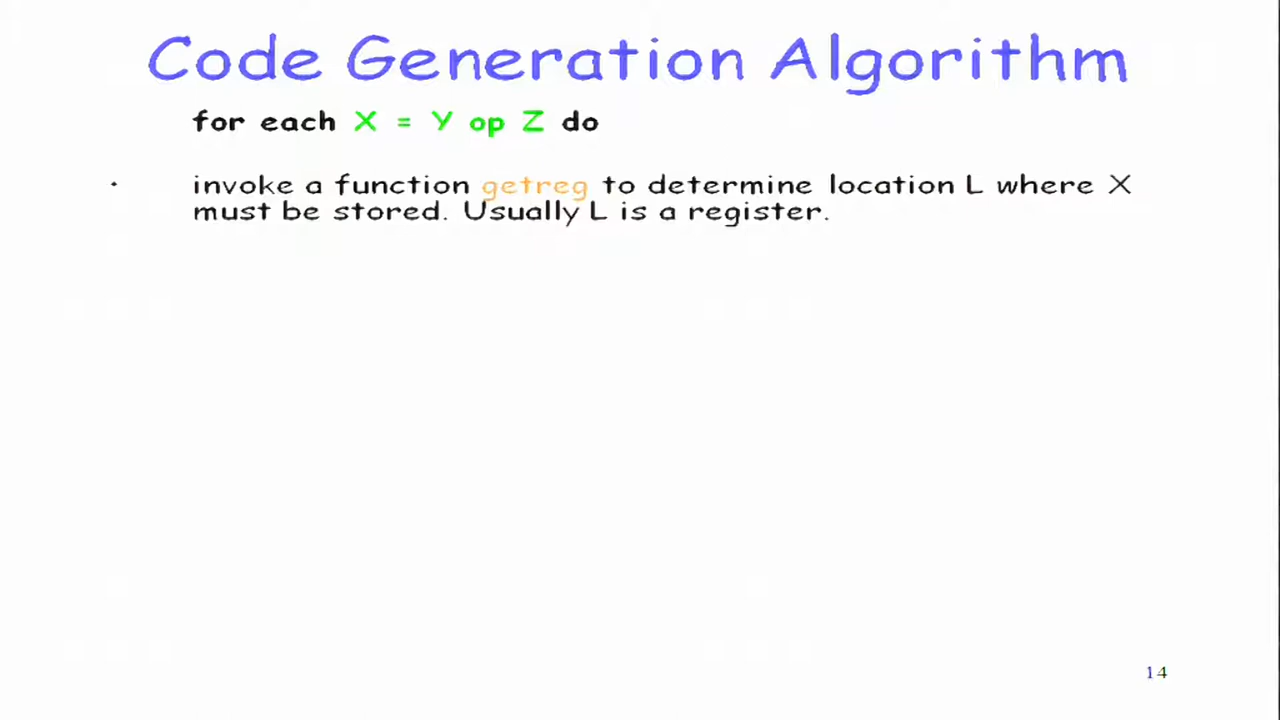 Code Generation Algorithm
for each X = Y op Z do
· invoke a function getreg to determine location L where X
must be stored. Usually L is a register.
14